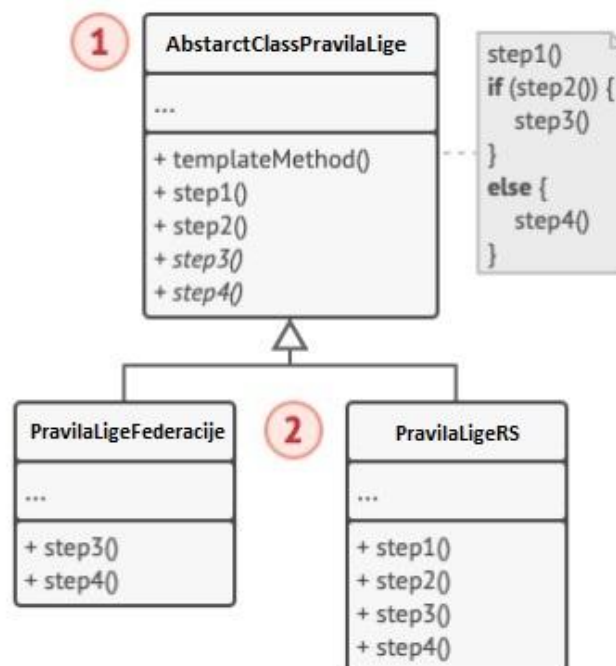 1
AbstarctClassPravilaLige
...
+ templateMethod()
+ step1()
+ step2()
+ step3()
+ step4()
step1()
if (step2()) {
step3()
}
else {
step4()
}
PravilaLigeFederacije
...
+ step3()
+ step4()
2
PravilaLigeRS
...
+ step1()
+ step2()
+ step3()
+ step4()